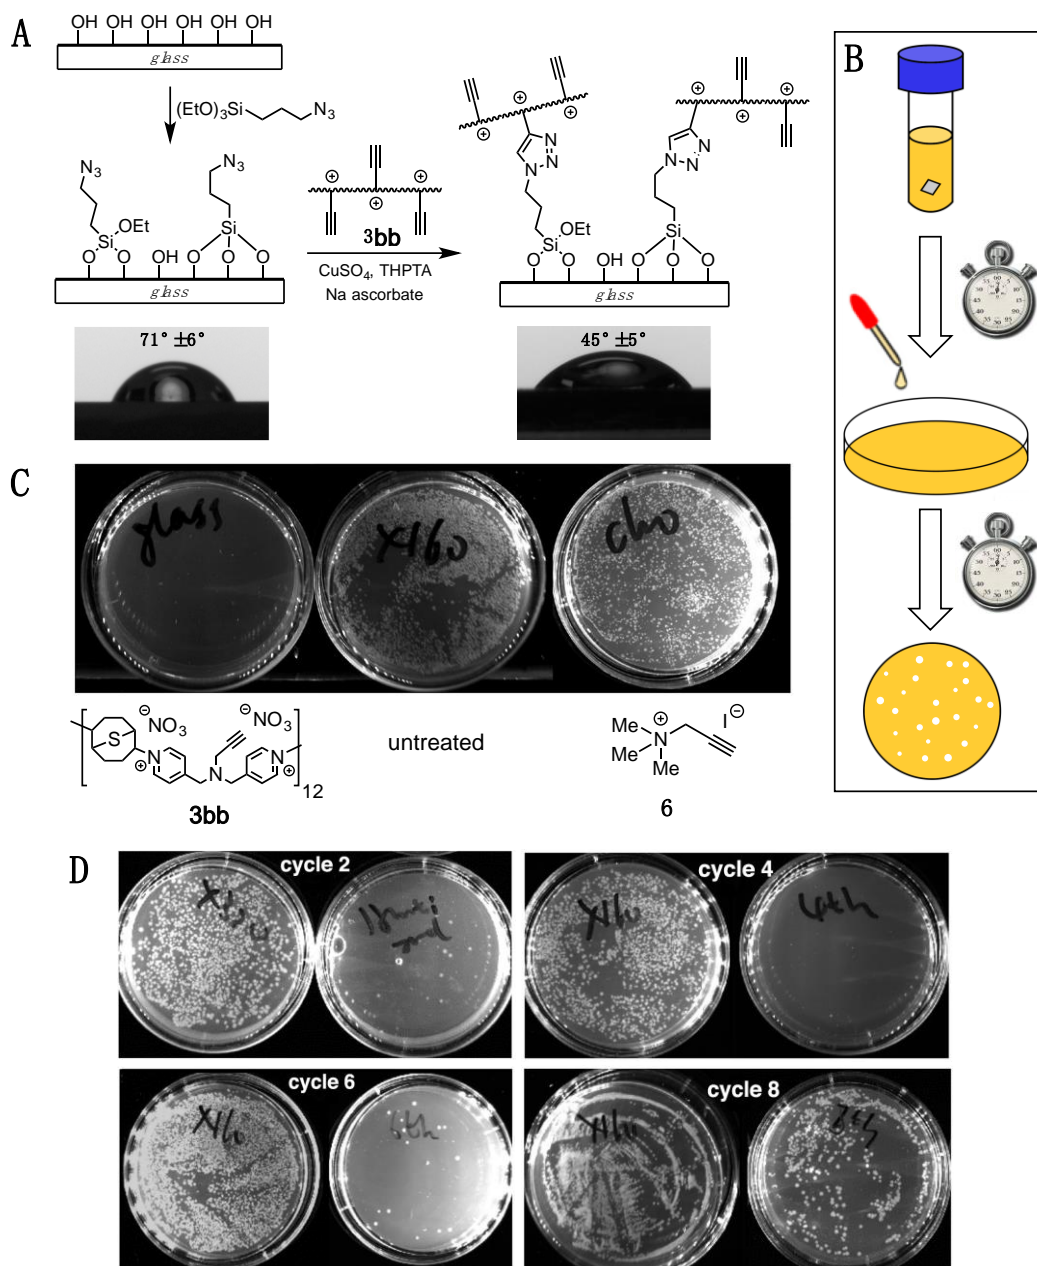 A
OH OH OH OH OH OH
glass
(EtO)3Si N3
N3 N3
OEt
Si Si
O O OH O O O
glass
3bb
CuSO4, THPTA
Na ascorbate
N N N N N N
OEt
Si Si
O O OH O O O
glass
71° ±6°
45° ±5°
B
C
glass
X160
⊖NO3 ⊖NO3
S
N⊕ N N⊕
12
3bb
untreated
I⊖
Me
Me N⊕
Me
6
D
cycle 2
2nd
cycle 4
X160
4th
cycle 6
X160
6th
cycle 8
X160